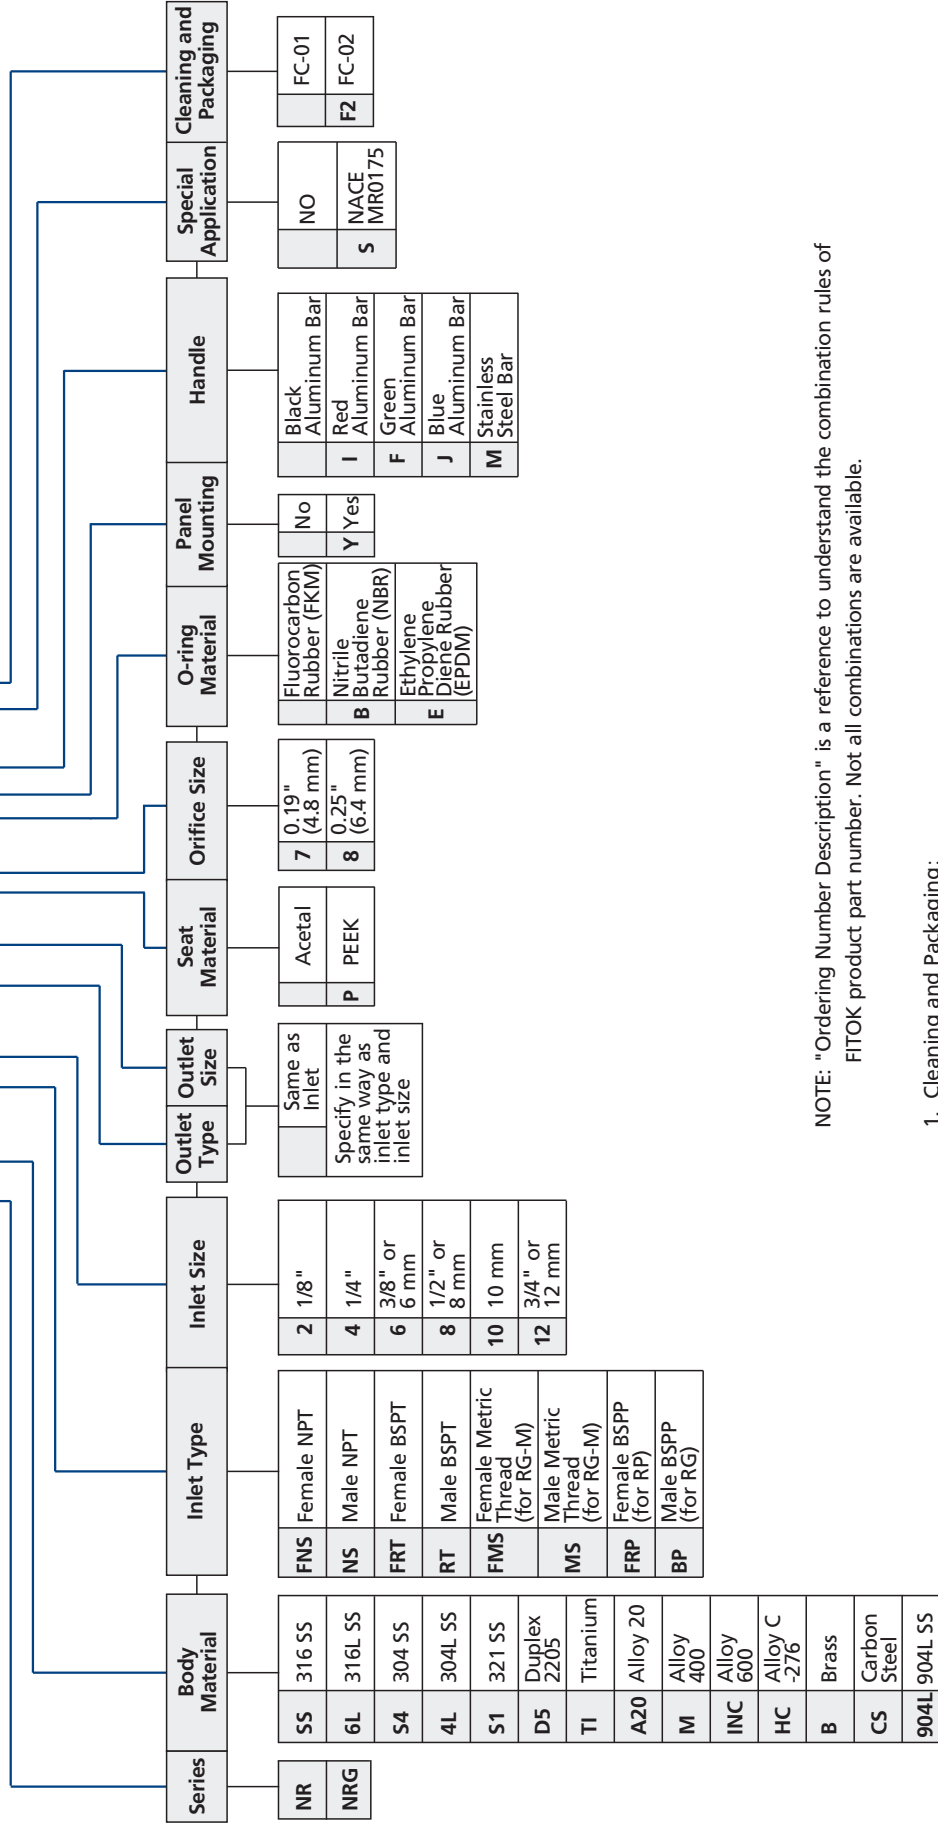 Series
NR
NRG
Body
Material
SS 316 SS
6L 316L SS
S4 304 SS
4L 304L SS
S1 321 SS
D5 Duplex
2205
TI Titanium
A20 Alloy 20
M Alloy
400
INC Alloy
600
HC Alloy C
-276
B Brass
CS Carbon
Steel
904L 904L SS
Inlet Type
FNS Female NPT
NS Male NPT
FRT Female BSPT
RT Male BSPT
FMS Female Metric
Thread
(for RG-M)
MS Male Metric
Thread
(for RG-M)
FRP Female BSPP
(for RP)
BP Male BSPP
(for RG)
Inlet Size
2 1/8"
4 1/4"
6 3/8" or
6 mm
8 1/2" or
8 mm
10 10 mm
12 3/4" or
12 mm
Outlet
Type
Outlet
Size
Same as
Inlet
Specify in the
same way as
inlet type and
inlet size
Seat
Material
Acetal
P PEEK
Orifice Size
7 0.19"
(4.8 mm)
8 0.25"
(6.4 mm)
O-ring
Material
Fluorocarbon
Rubber (FKM)
B Nitrile
Butadiene
Rubber (NBR)
E Ethylene
Propylene
Diene Rubber
(EPDM)
Panel
Mounting
No
Y Yes
Handle
Black
Aluminum Bar
I Red
Aluminum Bar
F Green
Aluminum Bar
J Blue
Aluminum Bar
M Stainless
Steel Bar
Special
Application
NO
S NACE
MR0175
Cleaning and
Packaging
FC-01
F2 FC-02
NOTE: "Ordering Number Description" is a reference to understand the combination rules of
FITOK product part number. Not all combinations are available.
1. Cleaning and Packaging: